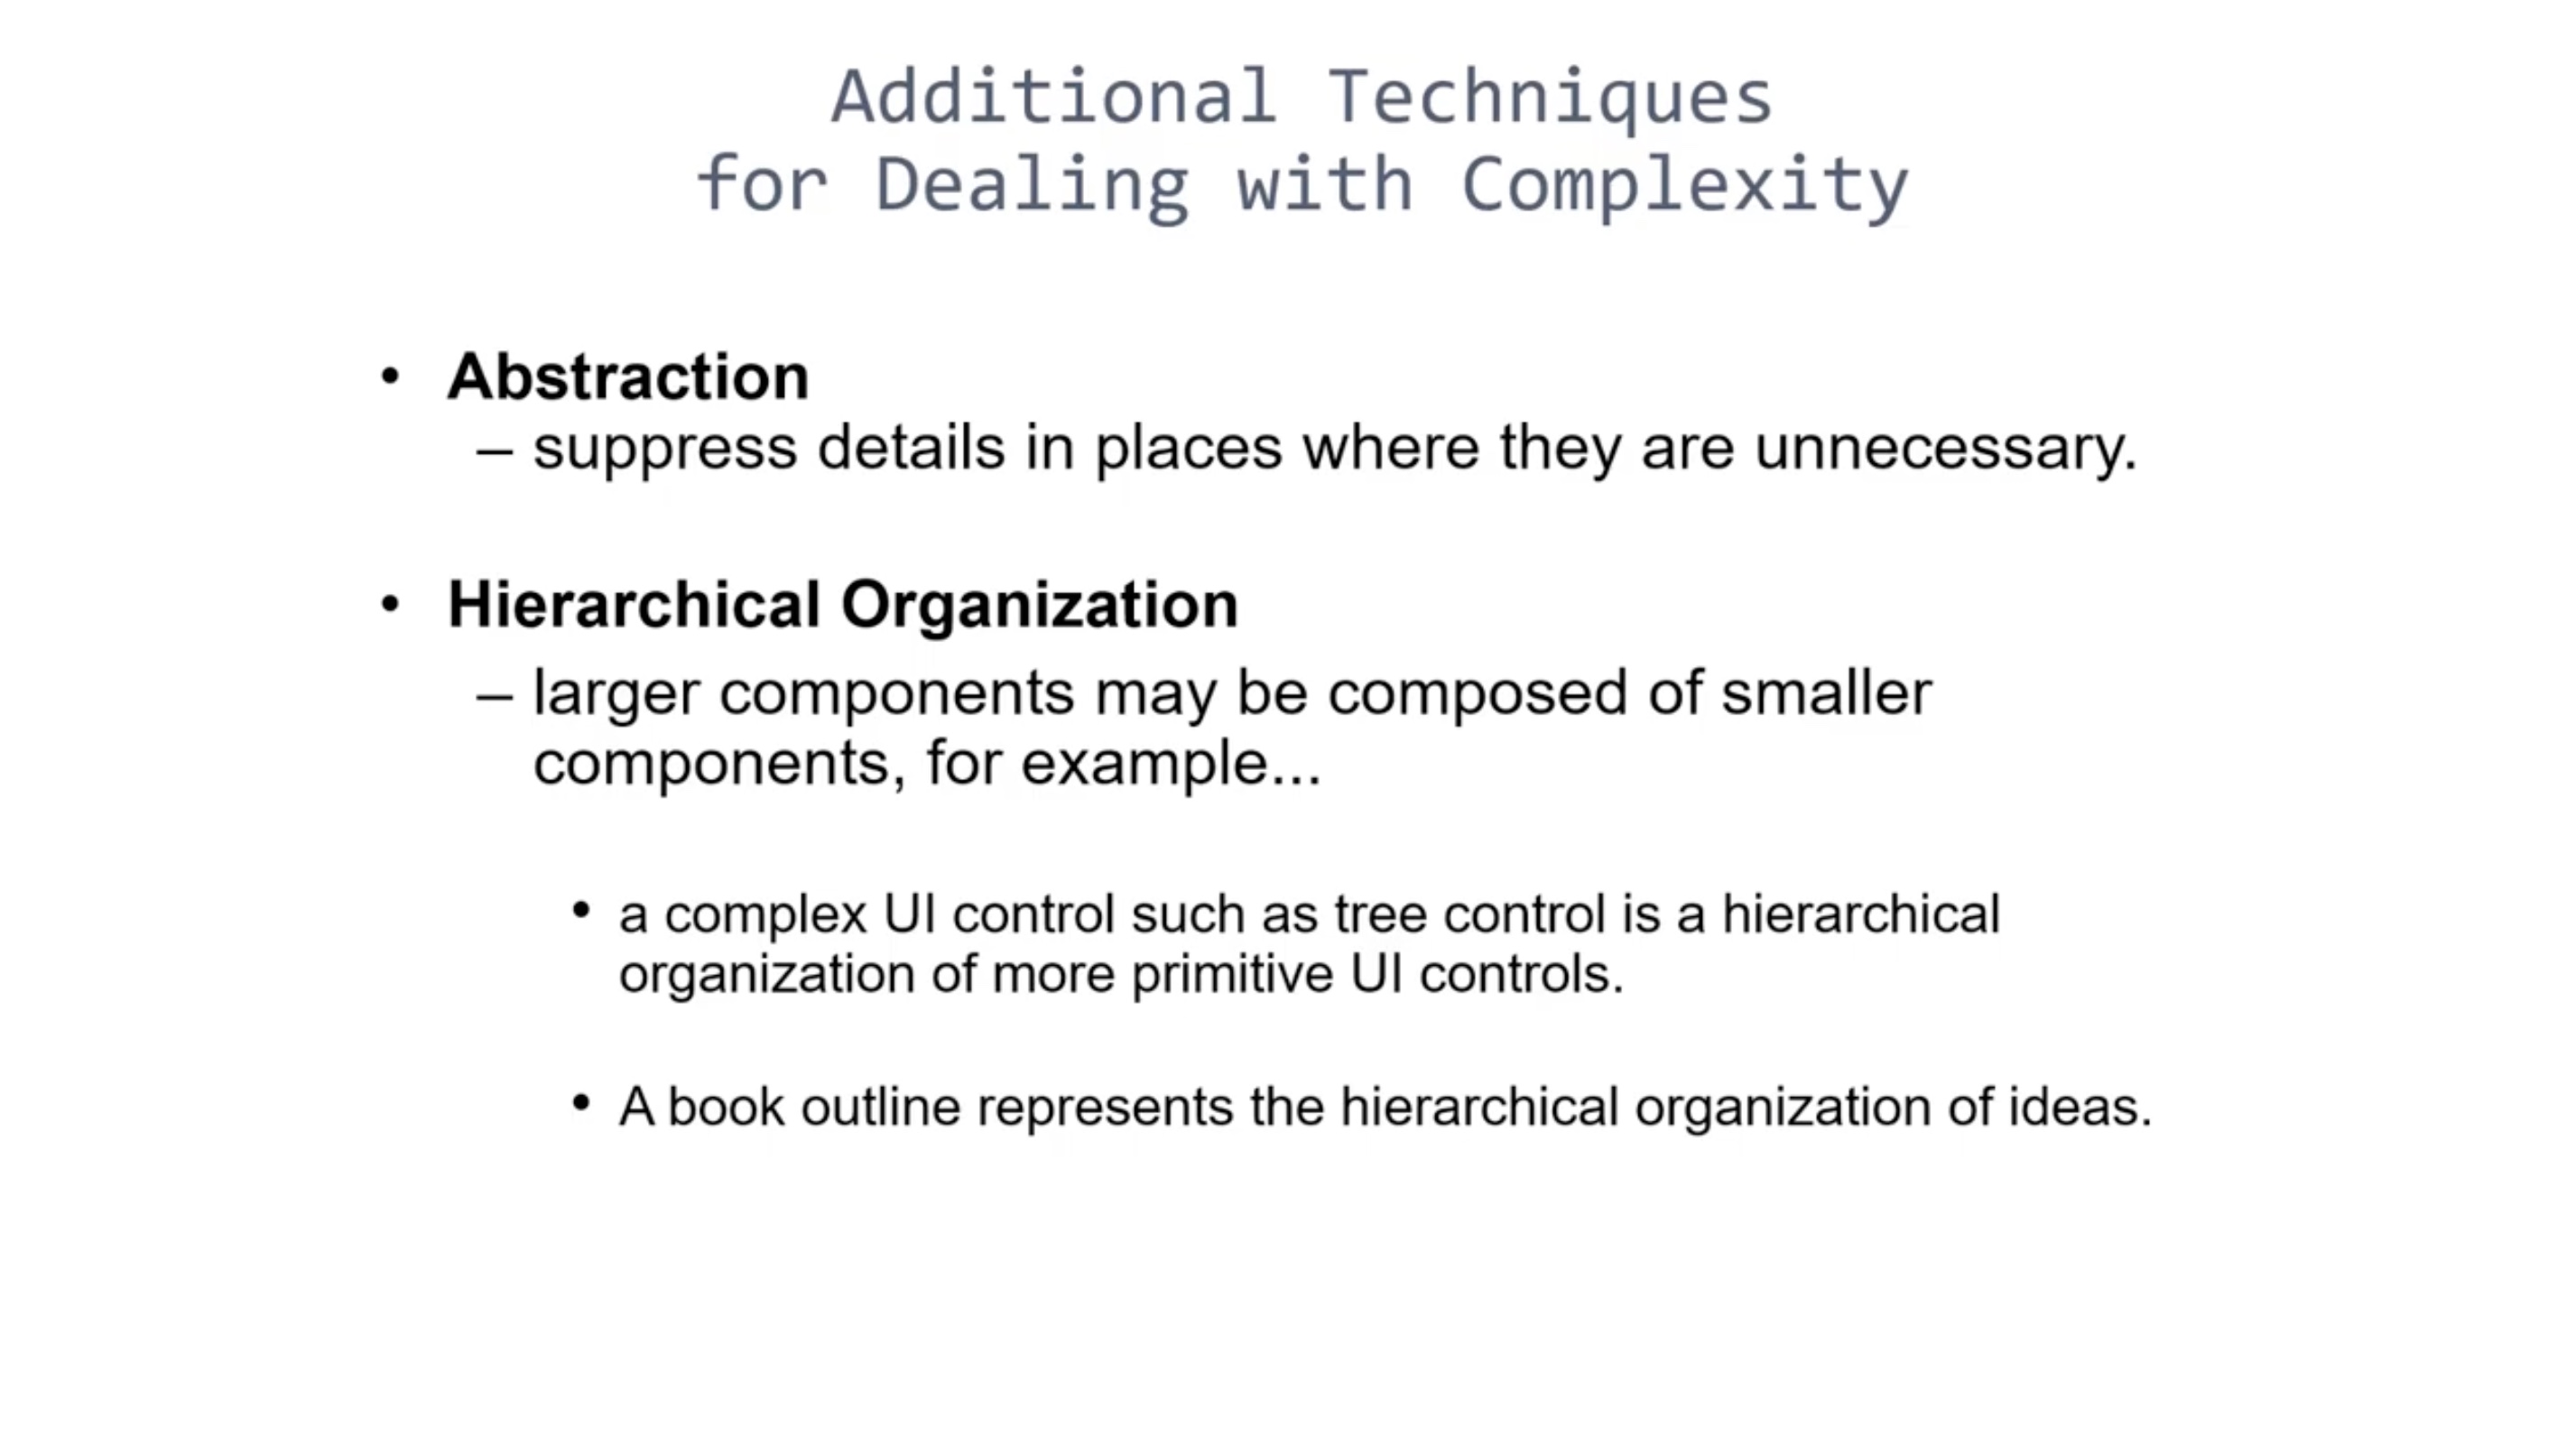 Additional Techniques
for Dealing with Complexity
• Abstraction
– suppress details in places where they are unnecessary.
• Hierarchical Organization
– larger components may be composed of smaller
components, for example...
• a complex UI control such as tree control is a hierarchical
organization of more primitive UI controls.
• A book outline represents the hierarchical organization of ideas.